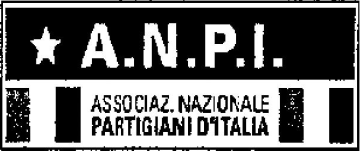 A.N.P.I.
ASSOCIAZ. NAZIONALE
PARTIGIANI D'ITALIA